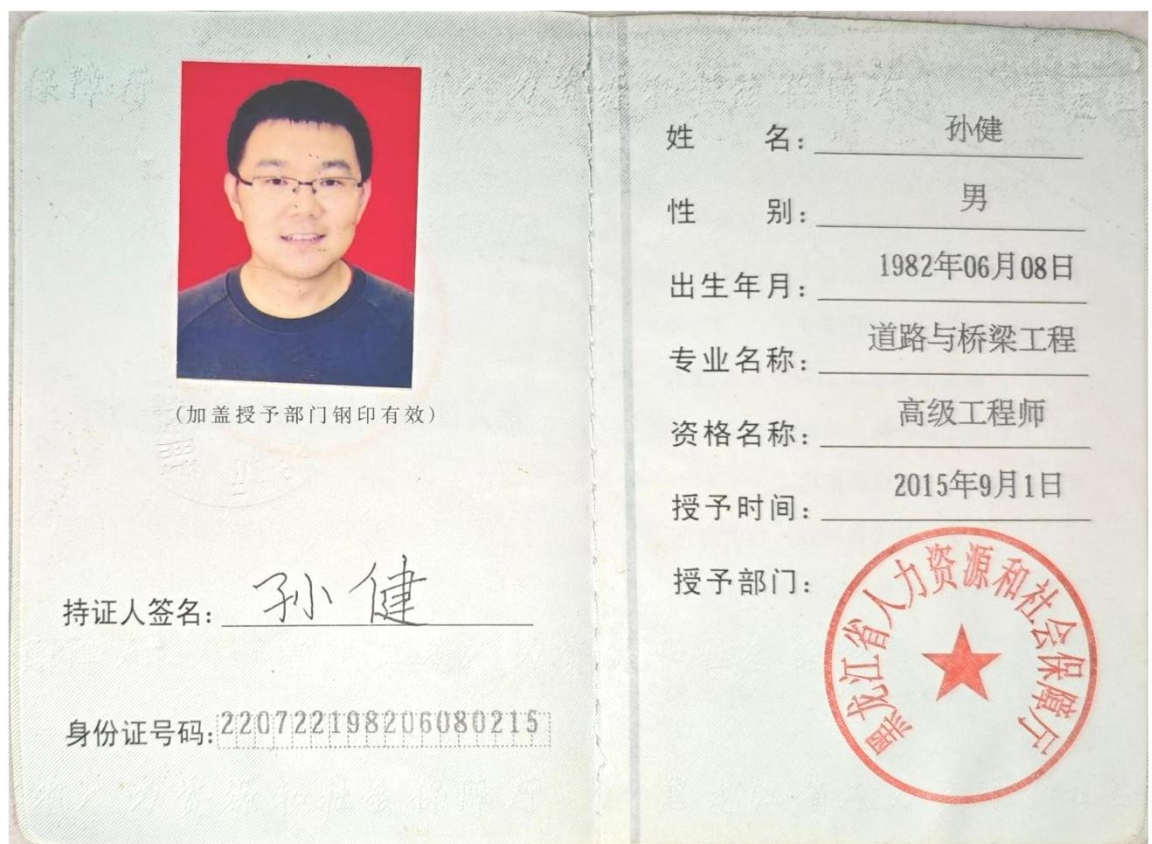 (加盖授予部门钢印有效)
持证人签名: 孙健
身份证号码: 220722198206080215
姓 名: 孙健
性 别: 男
出生年月: 1982年06月08日
专业名称: 道路与桥梁工程
资格名称: 高级工程师
授予时间: 2015年9月1日
授予部门:
黑龙江省人力资源和社会保障厅